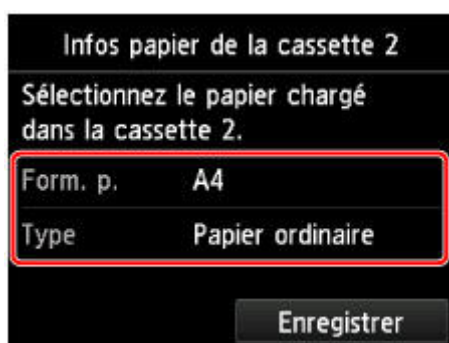 Infos papier de la cassette 2
Sélectionnez le papier chargé
dans la cassette 2.
Form. p. A4
Type Papier ordinaire
Enregistrer